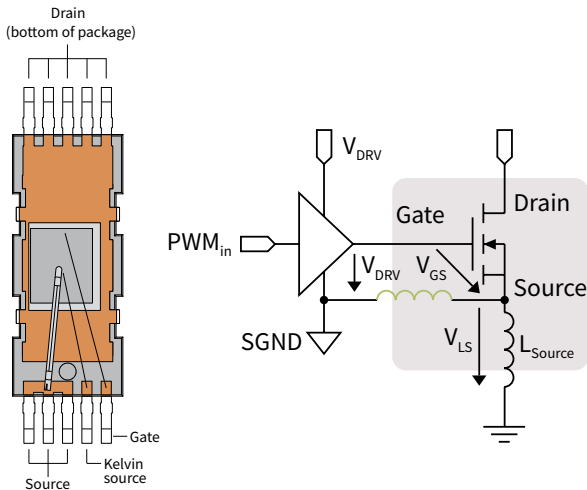 Drain
(bottom of package)
Gate
Kelvin
source
Source
V_DRV
PWM_in
Gate
Drain
V_DRV
V_GS
Source
SGND
V_LS
L_Source